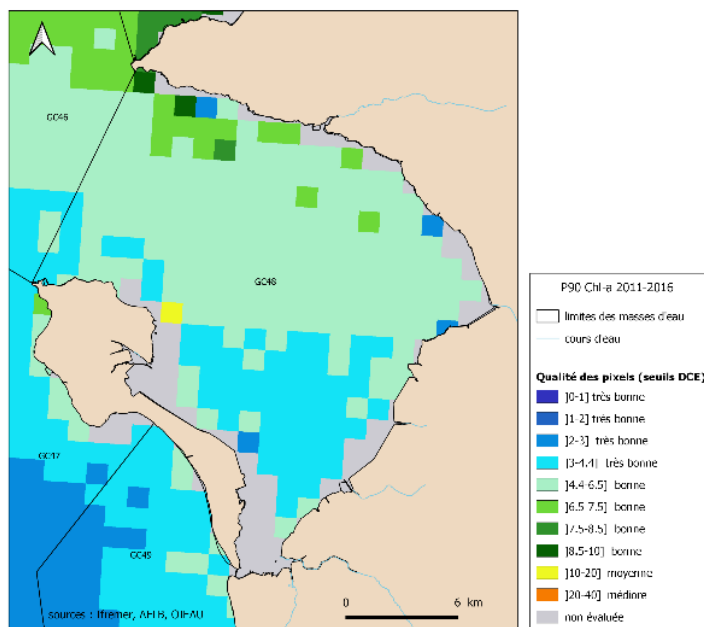 GC46
GC48
GC47
GC49
sources : Ifremer, AELB, OIEAU
0 6 km
P90 Chl-a 2011-2016
limites des masses d'eau
cours d'eau
Qualité des pixels (seuils DCE)
]0-1] très bonne
]1-2] très bonne
]2-3] très bonne
]3-4.4] très bonne
]4.4-6.5] bonne
]6.5-7.5] bonne
]7.5-8.5] bonne
]8.5-10] bonne
]10-20] moyenne
]20-40] médiore
non évaluée